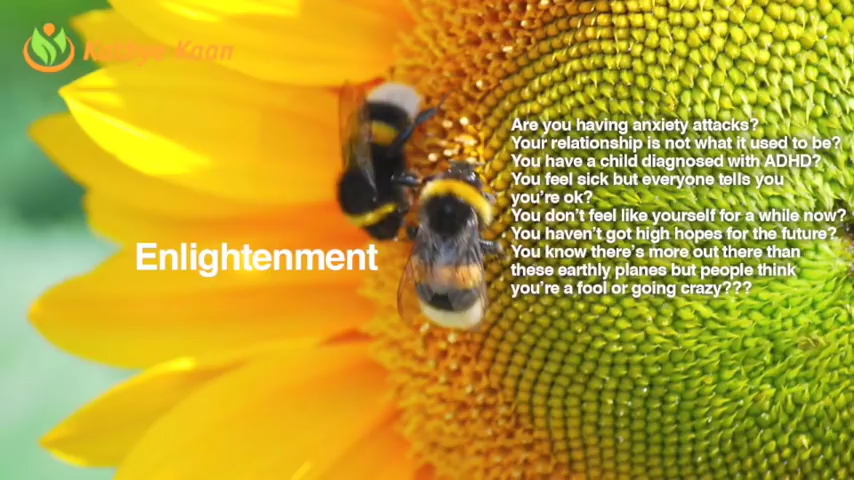 Enlightenment
Are you having anxiety attacks?
Your relationship is not what it used to be?
You have a child diagnosed with ADHD?
You feel sick but everyone tells you
you're ok?
You don't feel like yourself for a while now?
You haven't got high hopes for the future?
You know there's more out there than
these earthly planes but people think
you're a fool or going crazy???